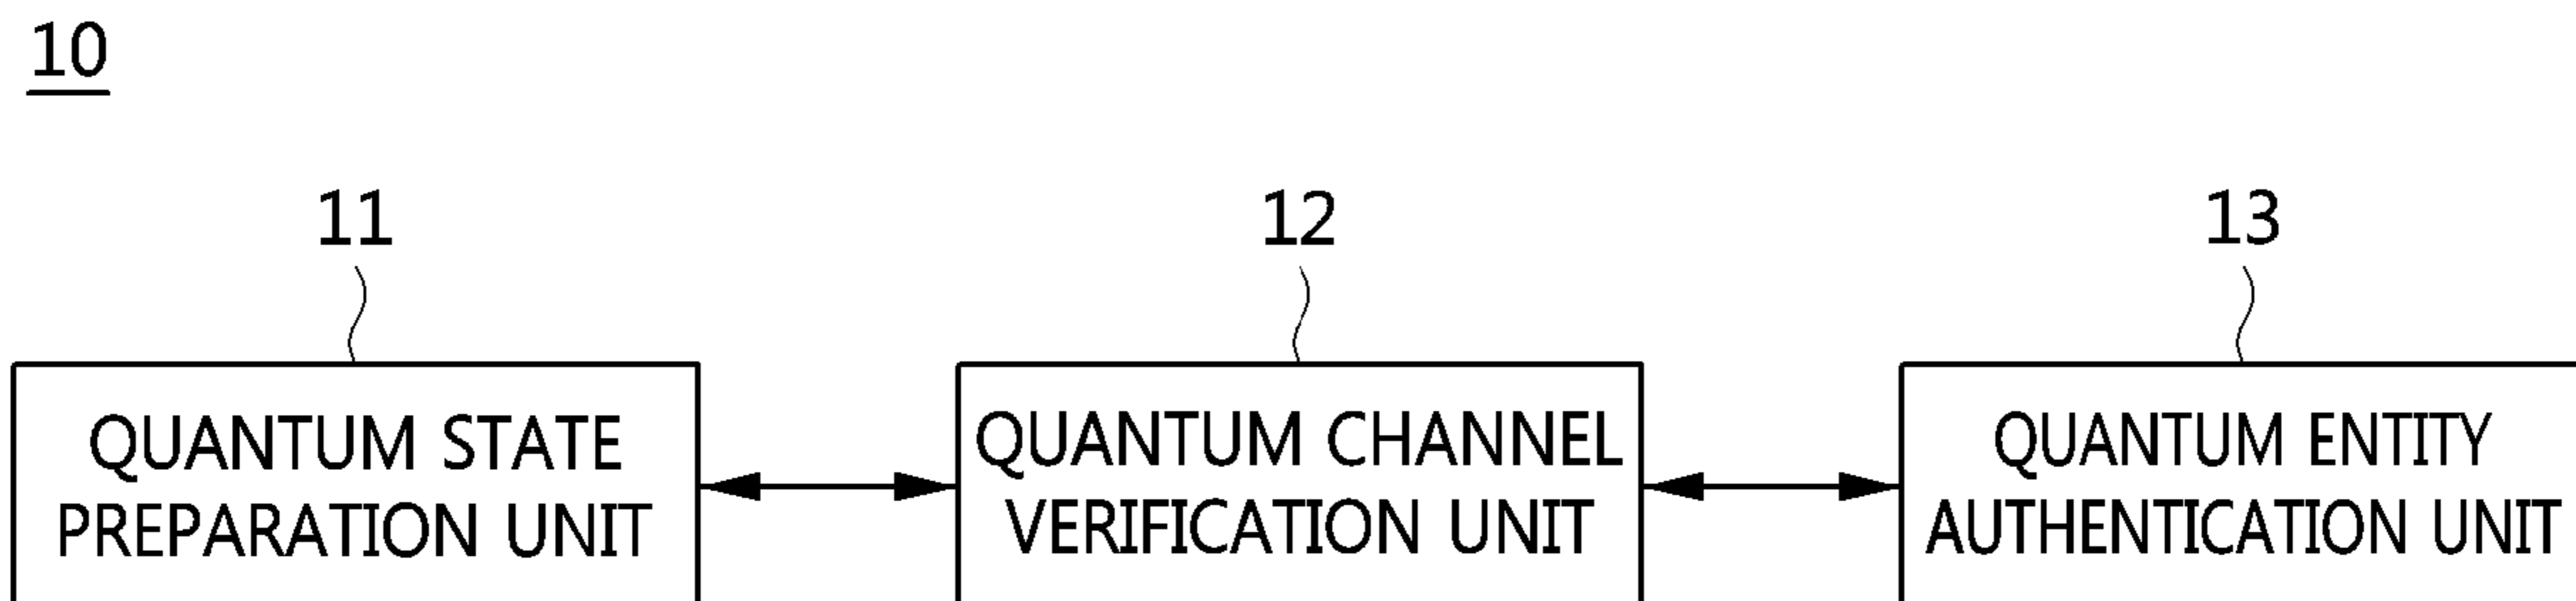 10
11
12
13
QUANTUM STATE
PREPARATION UNIT
QUANTUM CHANNEL
VERIFICATION UNIT
QUANTUM ENTITY
AUTHENTICATION UNIT